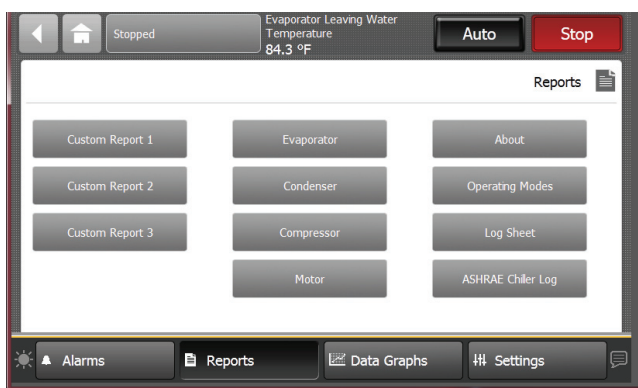 Stopped
Evaporator Leaving Water
Temperature
84.3 ºF
Auto
Stop
Reports
Custom Report 1
Evaporator
About
Custom Report 2
Condenser
Operating Modes
Custom Report 3
Compressor
Log Sheet
Motor
ASHRAE Chiller Log
Alarms
Reports
Data Graphs
Settings